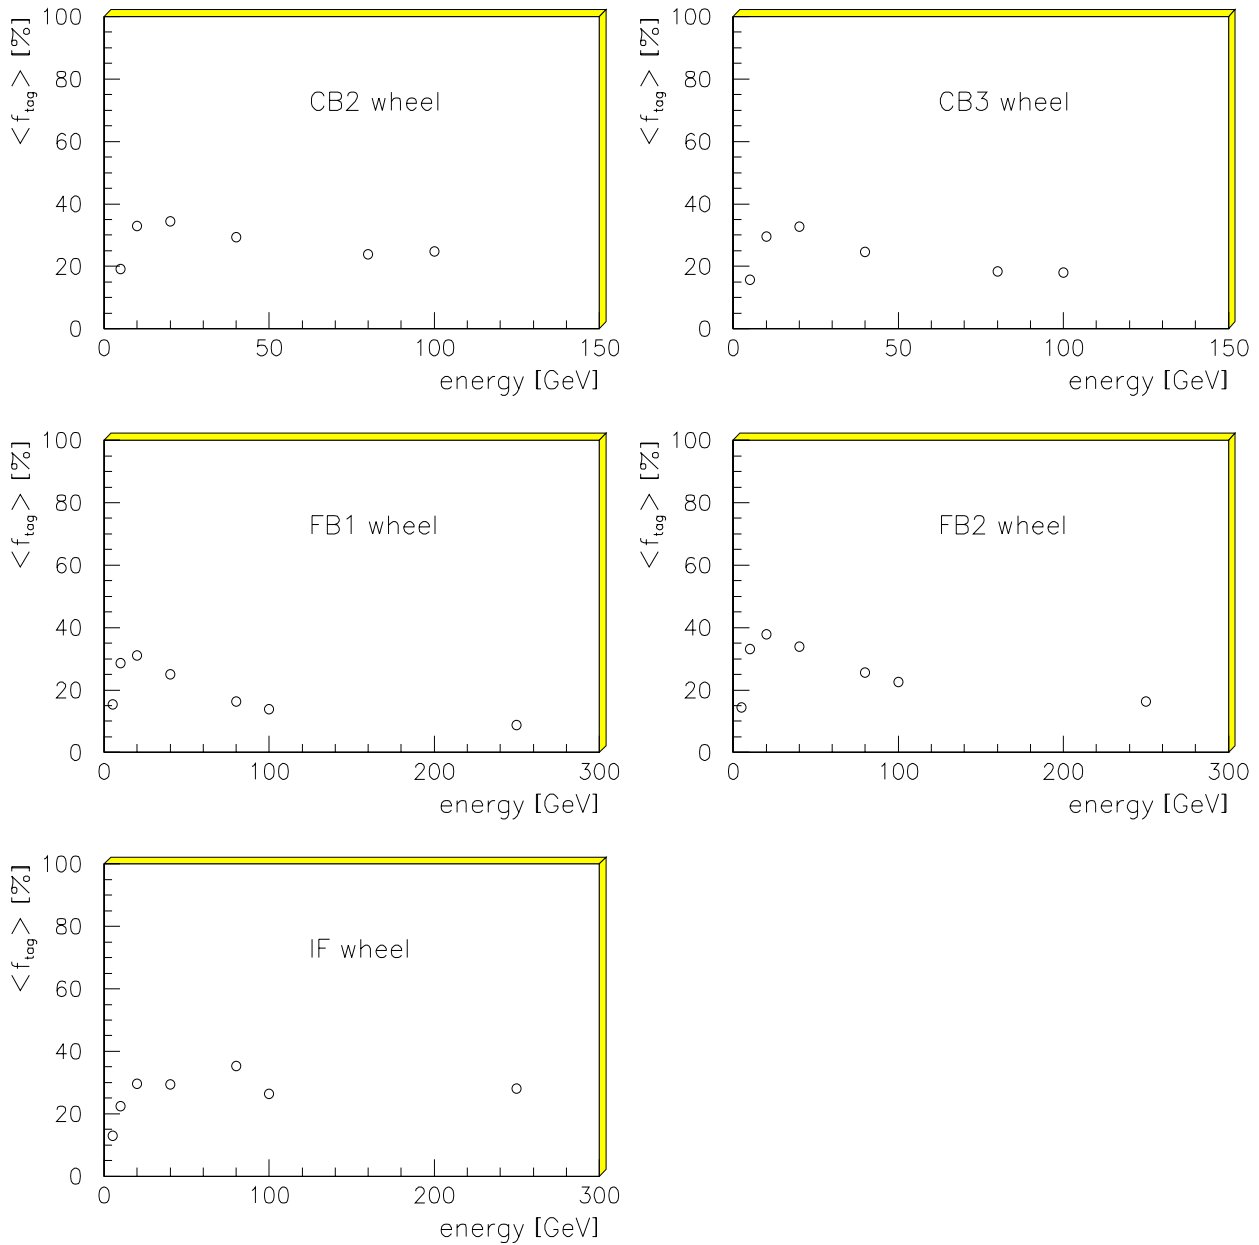 <f_tag> [%]
100
80
60
40
20
0
CB2 wheel
0 50 100 150
energy [GeV]
<f_tag> [%]
100
80
60
40
20
0
CB3 wheel
0 50 100 150
energy [GeV]
<f_tag> [%]
100
80
60
40
20
0
FB1 wheel
0 100 200 300
energy [GeV]
<f_tag> [%]
100
80
60
40
20
0
FB2 wheel
0 100 200 300
energy [GeV]
<f_tag> [%]
100
80
60
40
20
0
IF wheel
0 100 200 300
energy [GeV]